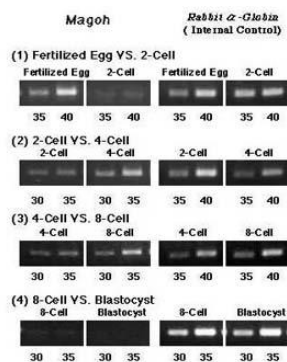 Magoh
Rabbit α-Globin
( Internal Control)
(1) Fertilized Egg VS. 2-Cell
Fertilized Egg 2-Cell Fertilized Egg 2-Cell
35 40 35 40 35 40 35 40
(2) 2-Cell VS. 4-Cell
2-Cell 4-Cell 2-Cell 4-Cell
30 35 30 35 35 40 35 40
(3) 4-Cell VS. 8-Cell
4-Cell 8-Cell 4-Cell 8-Cell
30 35 30 35 35 40 35 40
(4) 8-Cell VS. Blastocyst
8-Cell Blastocyst 8-Cell Blastocyst
30 35 30 35 30 35 30 35